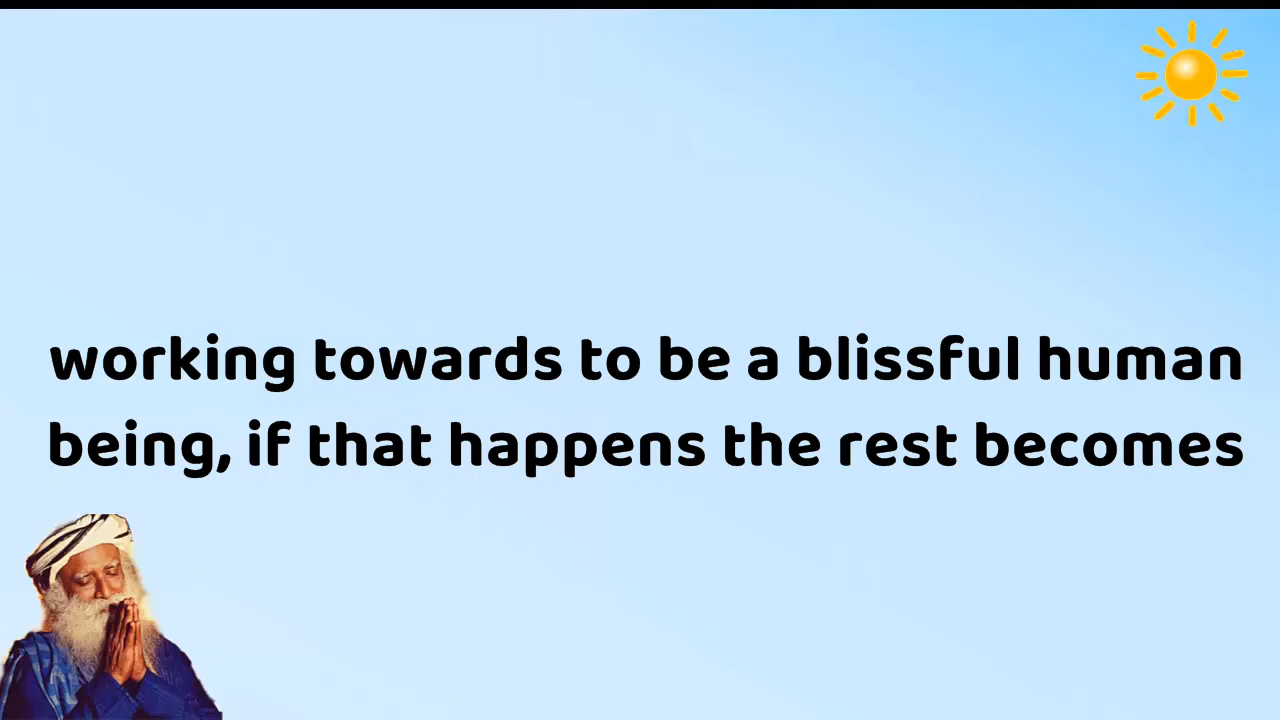 working towards to be a blissful human
being, if that happens the rest becomes